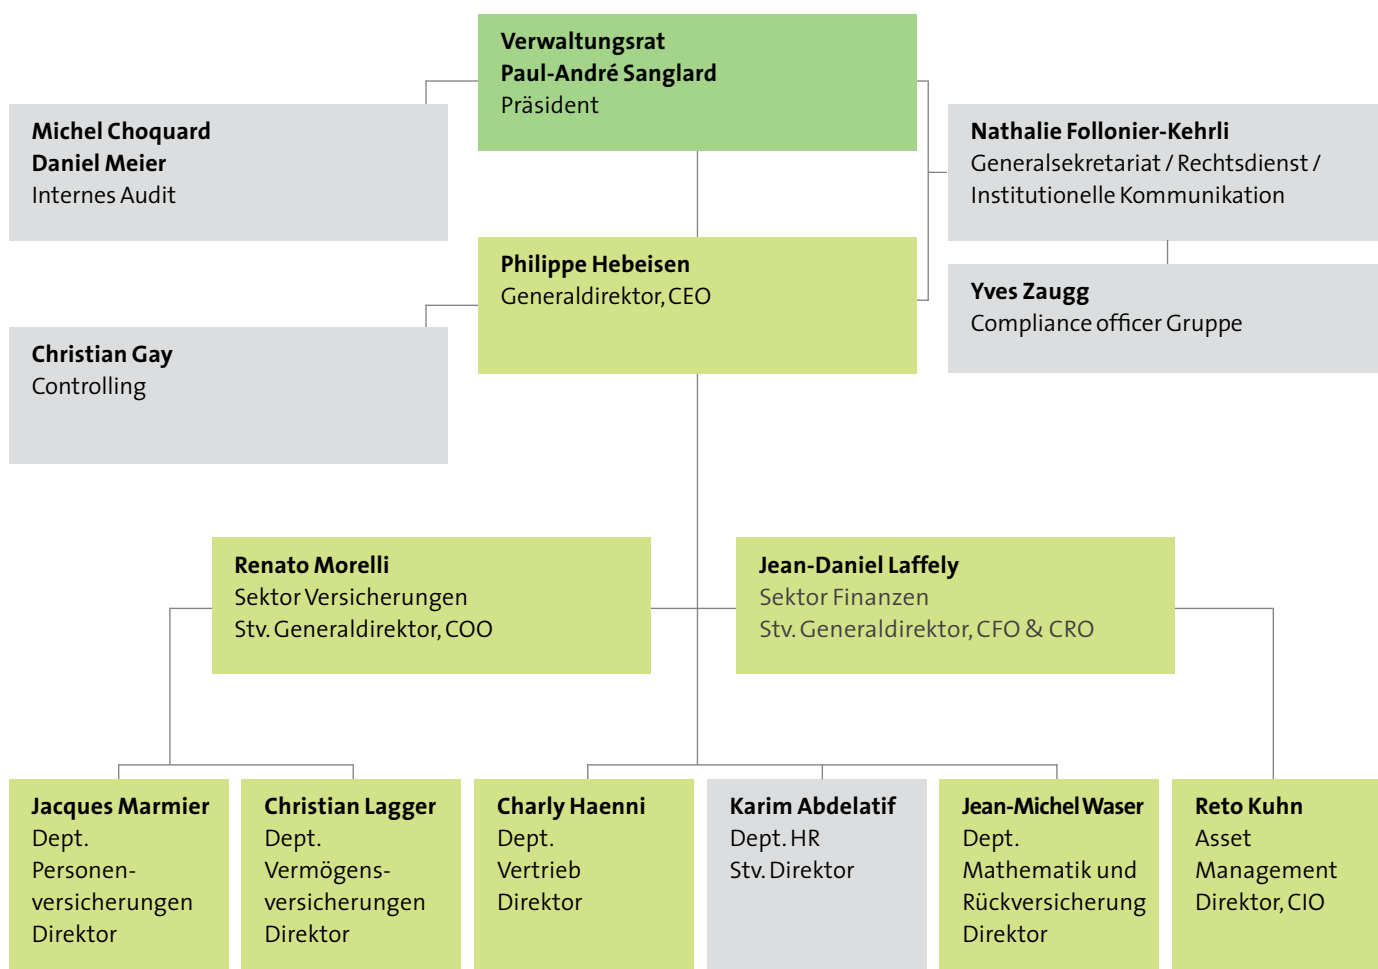 Verwaltungsrat
Paul-André Sanglard
Präsident
Michel Choquard
Daniel Meier
Internes Audit
Nathalie Follonier-Kehrli
Generalsekretariat / Rechtsdienst /
Institutionelle Kommunikation
Philippe Hebeisen
Generaldirektor, CEO
Yves Zaugg
Compliance officer Gruppe
Christian Gay
Controlling
Renato Morelli
Sektor Versicherungen
Stv. Generaldirektor, COO
Jean-Daniel Laffely
Sektor Finanzen
Stv. Generaldirektor, CFO & CRO
Jacques Marmier
Dept.
Personen-
versicherungen
Direktor
Christian Lagger
Dept.
Vermögens-
versicherungen
Direktor
Charly Haenni
Dept.
Vertrieb
Direktor
Karim Abdelatif
Dept. HR
Stv. Direktor
Jean-Michel Waser
Dept.
Mathematik und
Rückversicherung
Direktor
Reto Kuhn
Asset
Management
Direktor, CIO